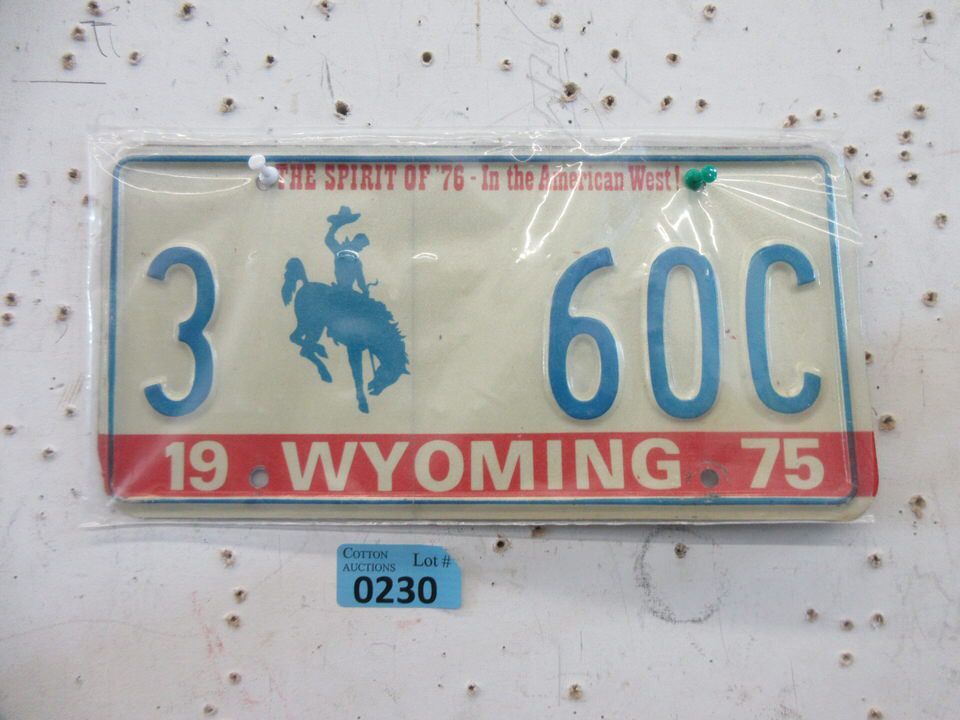 THE SPIRIT OF '76 - In the American West!
3 60C
19 WYOMING 75
COTTON AUCTIONS Lot #
0230